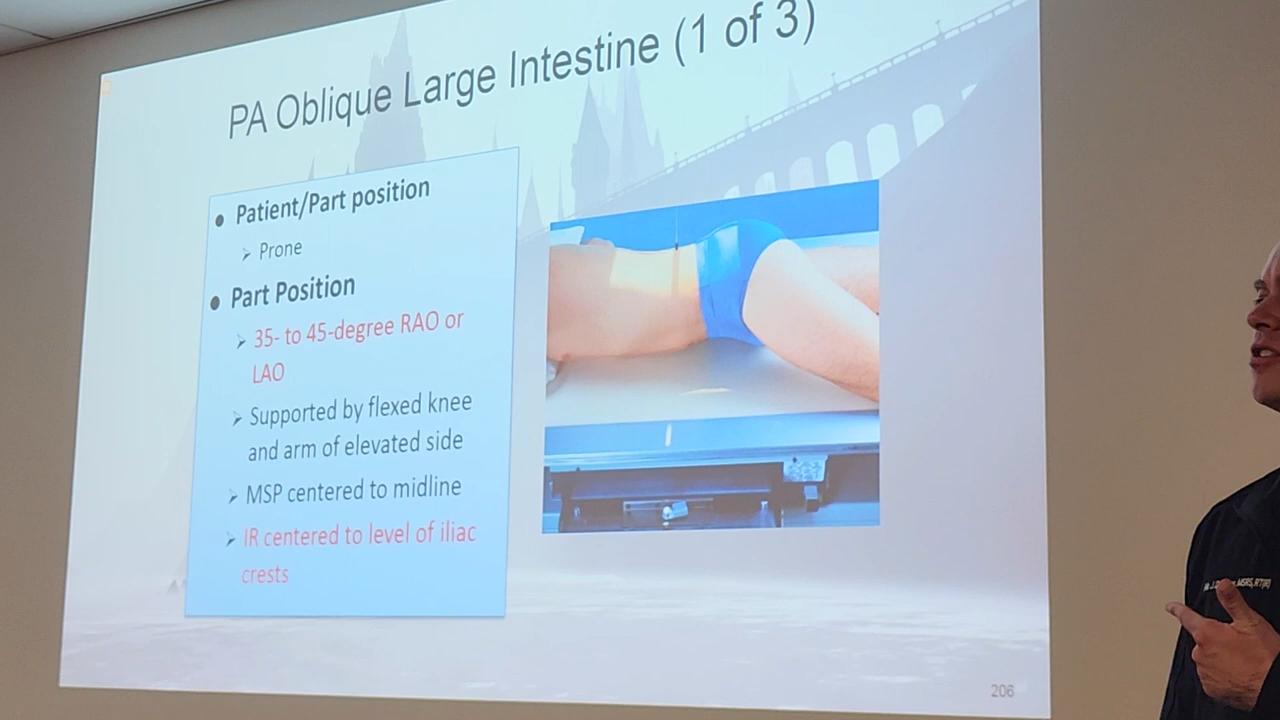 PA Oblique Large Intestine (1 of 3)
● Patient/Part position
➢ Prone
● Part Position
➢ 35- to 45-degree RAO or
LAO
➢ Supported by flexed knee
and arm of elevated side
➢ MSP centered to midline
➢ IR centered to level of iliac
crests
206
MSRS, RT(R)